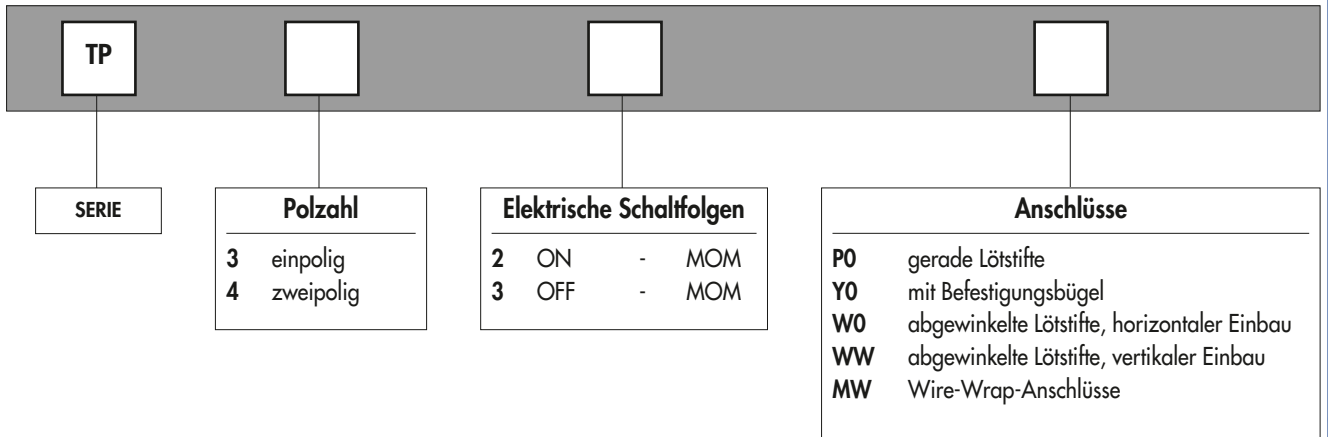 TP
SERIE
Polzahl
3 einpolig
4 zweipolig
Elektrische Schaltfolgen
2 ON - MOM
3 OFF - MOM
Anschlüsse
P0 gerade Lötstifte
Y0 mit Befestigungsbügel
W0 abgewinkelte Lötstifte, horizontaler Einbau
WW abgewinkelte Lötstifte, vertikaler Einbau
MW Wire-Wrap-Anschlüsse